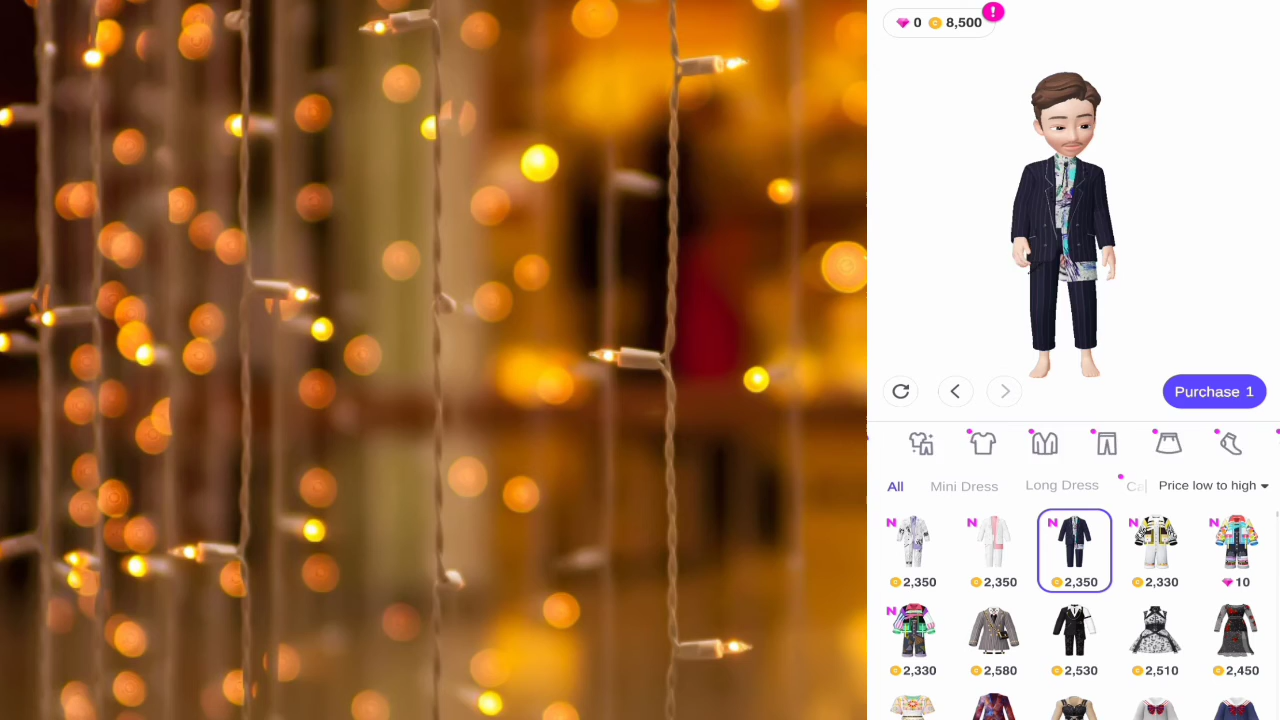 0 8,500 !
Purchase 1
All Mini Dress Long Dress Ca Price low to high
N N N N N
2,350 2,350 2,350 2,330 10
N
2,330 2,580 2,530 2,510 2,450